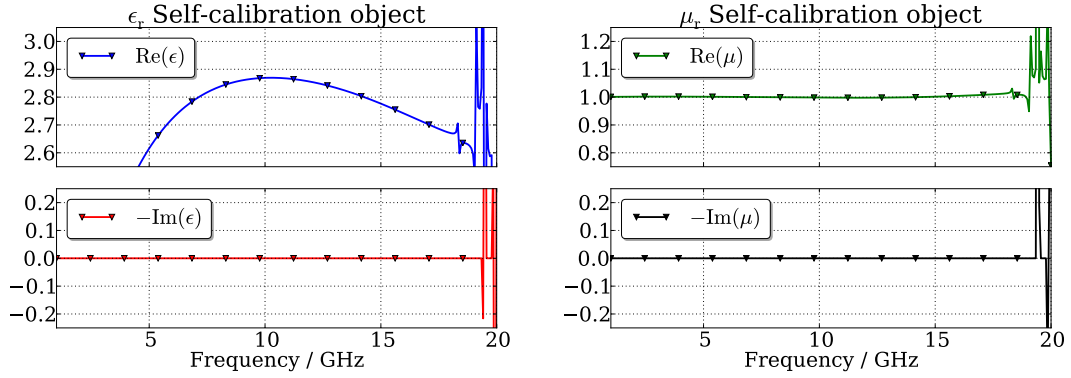 ϵr Self-calibration object
3.0
2.9
2.8
2.7
2.6
Re(ϵ)
0.2
0.1
0.0
−0.1
−0.2
−Im(ϵ)
5 10 15 20
Frequency / GHz
μr Self-calibration object
1.2
1.1
1.0
0.9
0.8
Re(μ)
0.2
0.1
0.0
−0.1
−0.2
−Im(μ)
5 10 15 20
Frequency / GHz